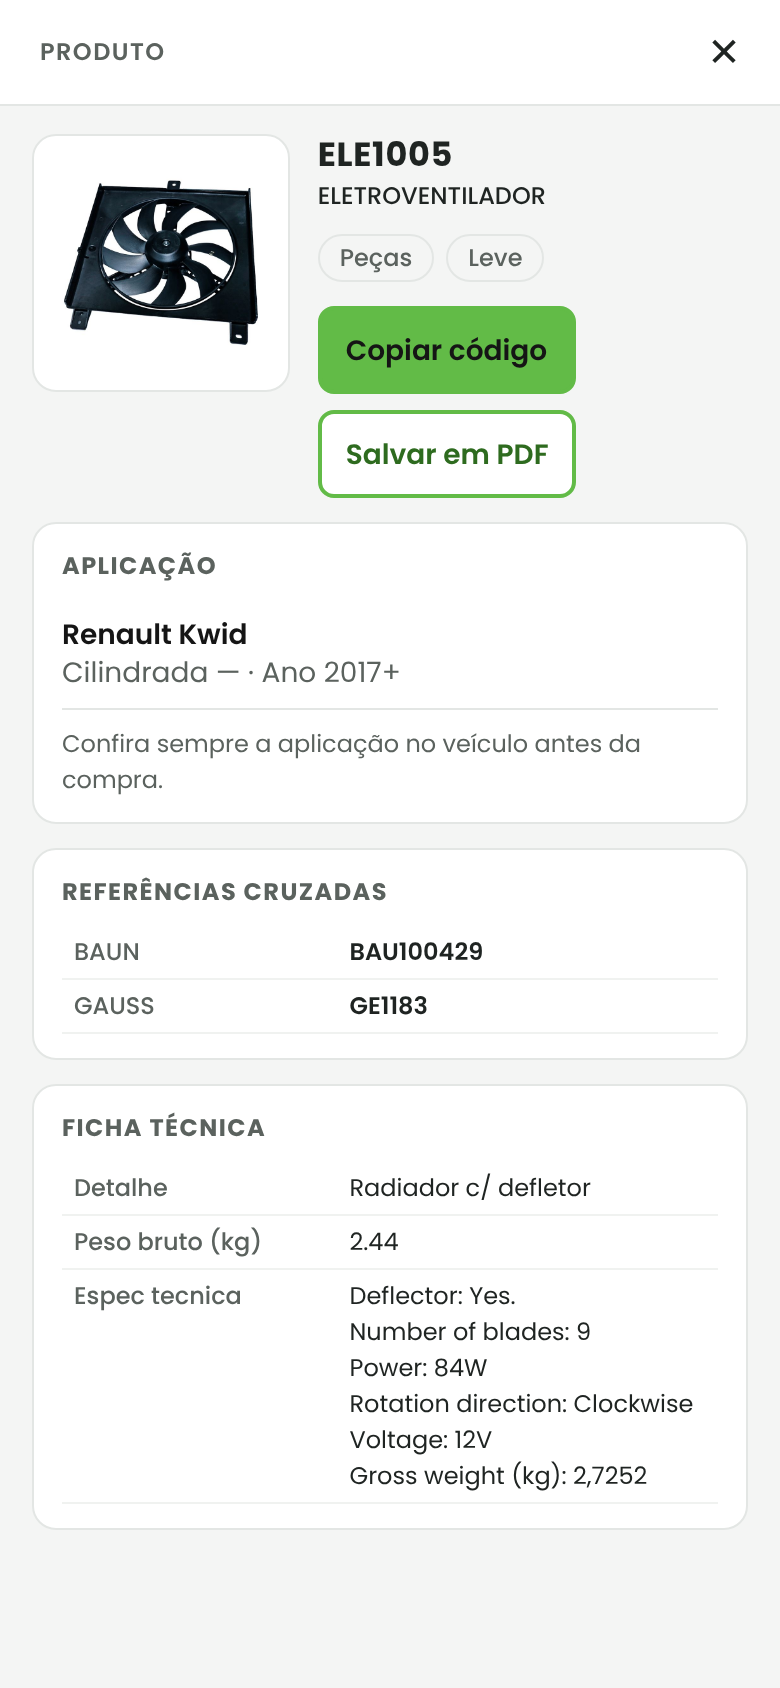 PRODUTO
ELE1005
ELETROVENTILADOR
Peças Leve
Copiar código
Salvar em PDF
APLICAÇÃO
Renault Kwid
Cilindrada — · Ano 2017+
Confira sempre a aplicação no veículo antes da
compra.
REFERÊNCIAS CRUZADAS
BAUN BAU100429
GAUSS GE1183
FICHA TÉCNICA
Detalhe Radiador c/ defletor
Peso bruto (kg) 2.44
Espec tecnica Deflector: Yes.
Number of blades: 9
Power: 84W
Rotation direction: Clockwise
Voltage: 12V
Gross weight (kg): 2,7252